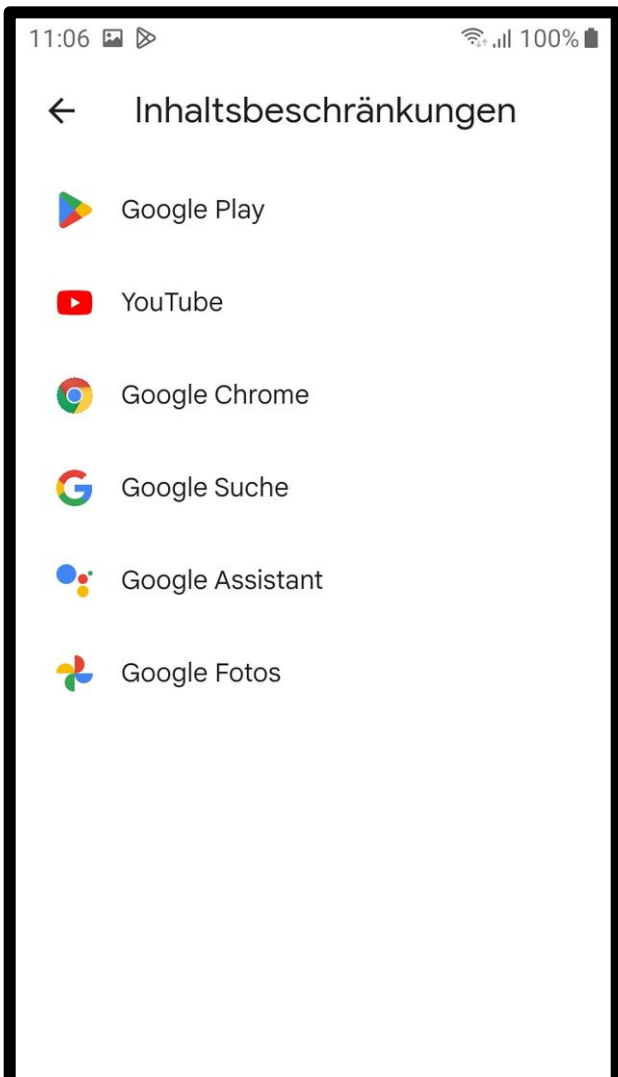 11:06 100%
Inhaltsbeschränkungen
Google Play
YouTube
Google Chrome
Google Suche
Google Assistant
Google Fotos